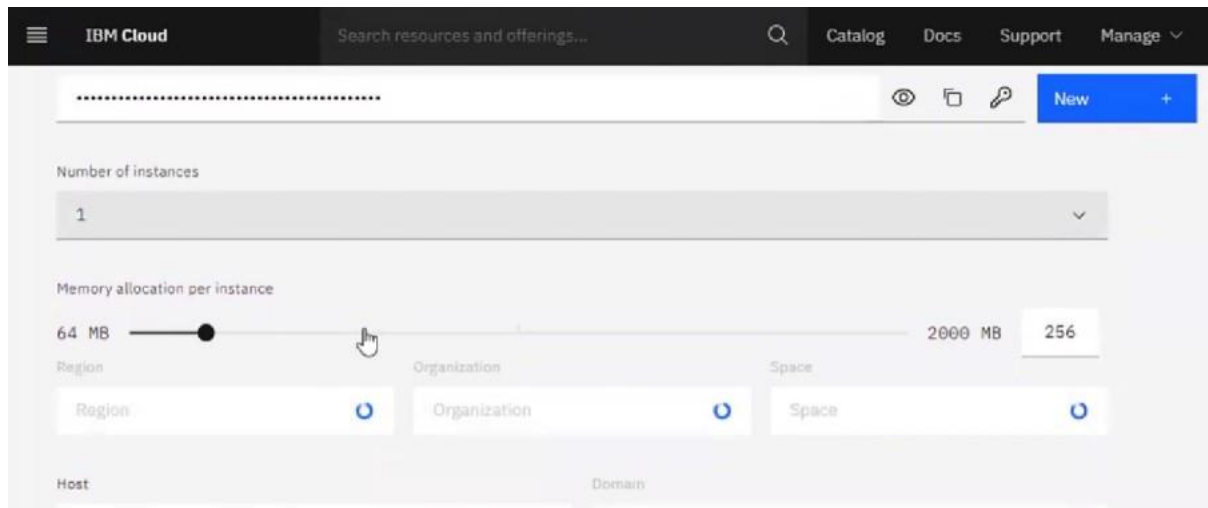 IBM Cloud Search resources and offerings... Catalog Docs Support Manage
•••••••••••••••••••••••••••••••••••••••••••• New +
Number of instances
1
Memory allocation per instance
64 MB 2000 MB 256
Region Organization Space
Region Organization Space
Host Domain